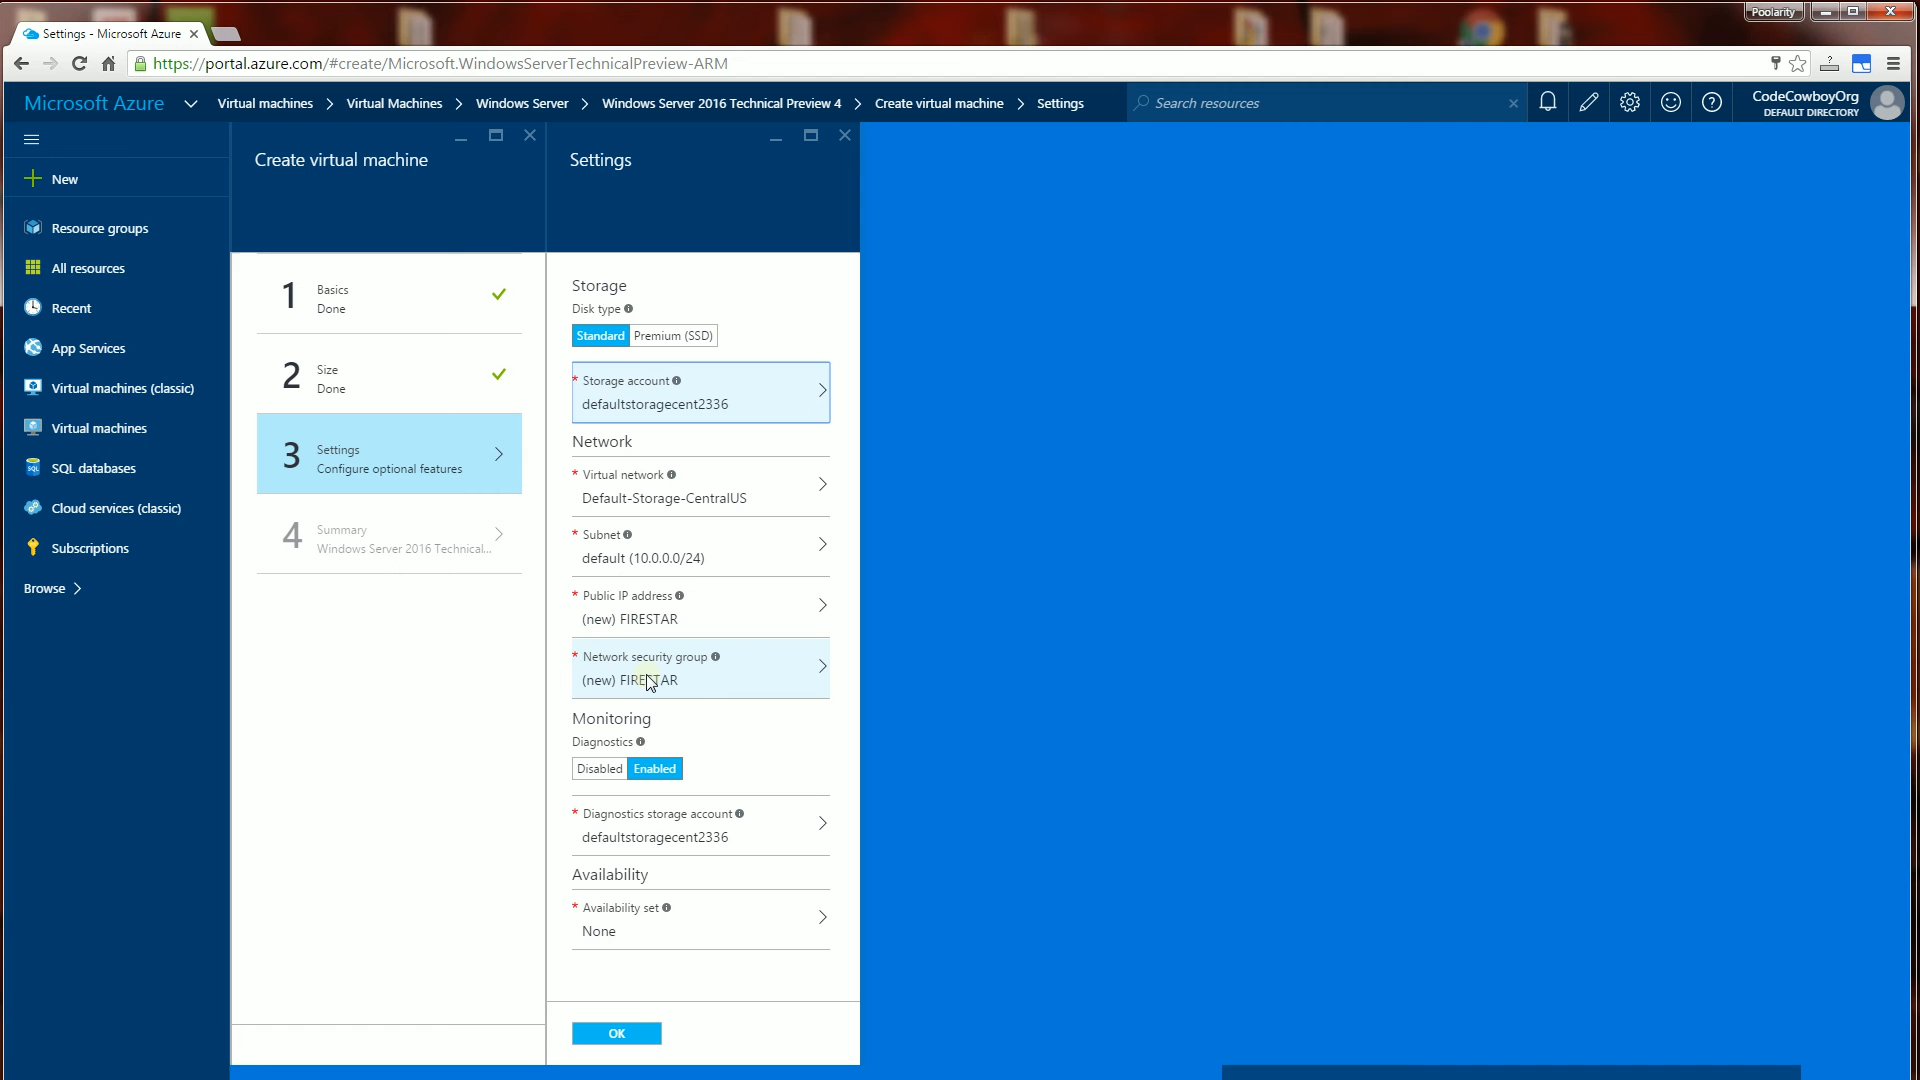 Poolarity
Settings - Microsoft Azure
https://portal.azure.com/#create/Microsoft.WindowsServerTechnicalPreview-ARM
Microsoft Azure
Virtual machines > Virtual Machines > Windows Server > Windows Server 2016 Technical Preview 4 > Create virtual machine > Settings
Search resources
CodeCowboyOrg
DEFAULT DIRECTORY
New
Resource groups
All resources
Recent
App Services
Virtual machines (classic)
Virtual machines
SQL databases
Cloud services (classic)
Subscriptions
Browse >
Create virtual machine
1
Basics
Done
2
Size
Done
3
Settings
Configure optional features
4
Summary
Windows Server 2016 Technical...
Settings
Storage
Disk type
Standard Premium (SSD)
* Storage account
defaultstoragecent2336
Network
* Virtual network
Default-Storage-CentralUS
* Subnet
default (10.0.0.0/24)
* Public IP address
(new) FIRESTAR
* Network security group
(new) FIRESTAR
Monitoring
Diagnostics
Disabled Enabled
* Diagnostics storage account
defaultstoragecent2336
Availability
* Availability set
None
OK